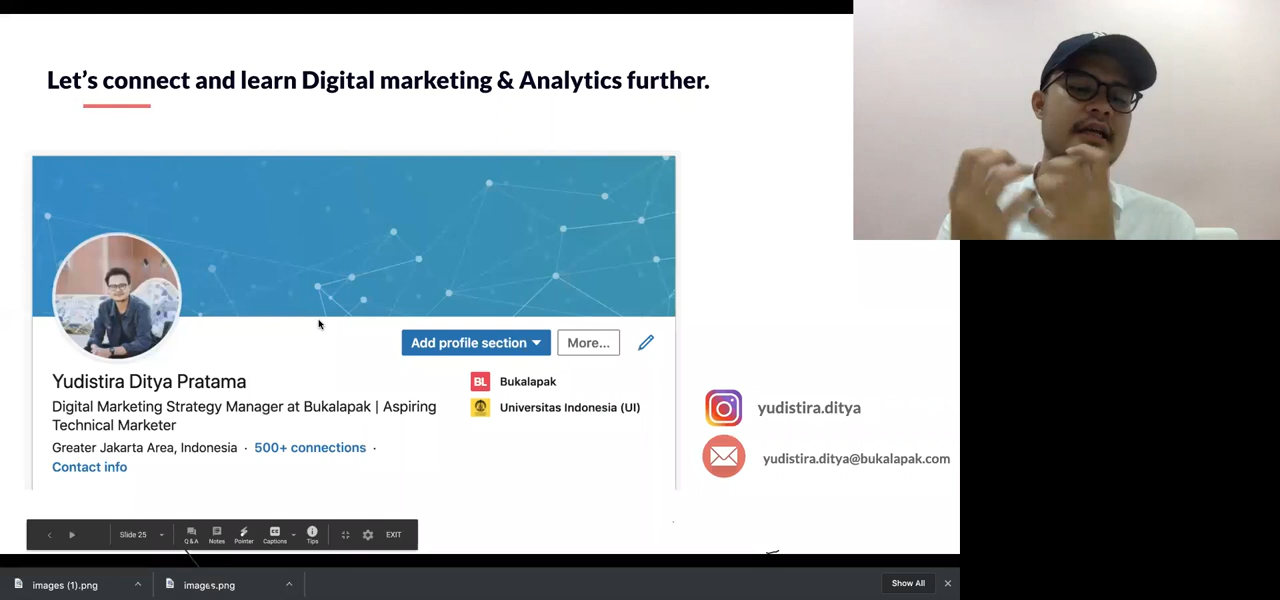 Let's connect and learn Digital marketing & Analytics further.
Add profile section
More...
Yudistira Ditya Pratama
Digital Marketing Strategy Manager at Bukalapak | Aspiring
Technical Marketer
Greater Jakarta Area, Indonesia · 500+ connections ·
Contact info
BL Bukalapak
Universitas Indonesia (UI)
yudistira.ditya
yudistira.ditya@bukalapak.com
Slide 25
Q&A
Notes
Pointer
Captions
Tips
EXIT
images (1).png
images.png
Show All